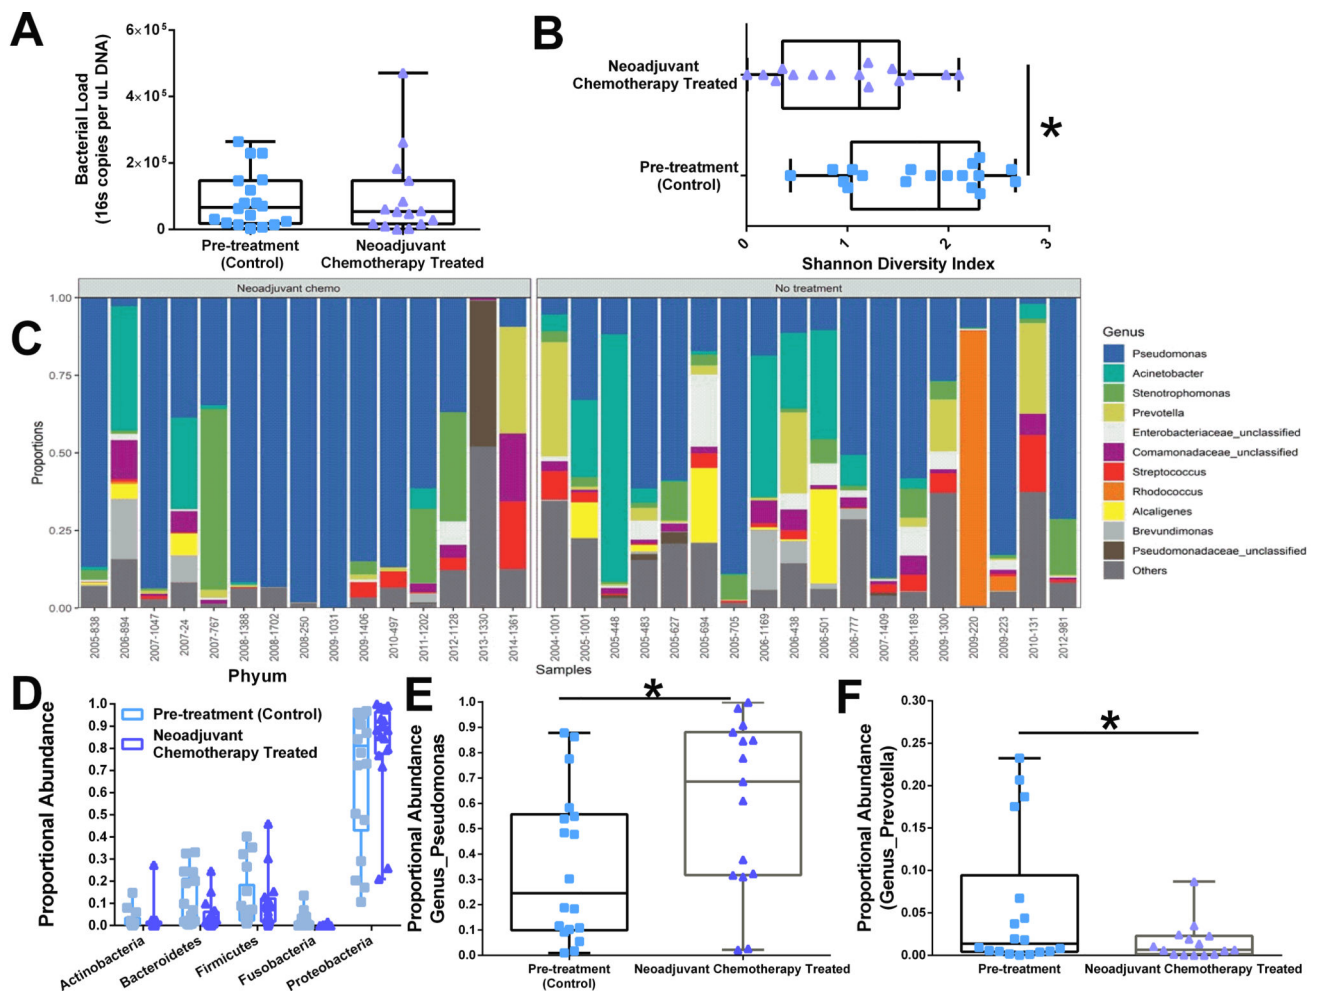 A
Bacterial Load
(16s copies per uL DNA)
6×10⁵
4×10⁵
2×10⁵
0
Pre-treatment
(Control)
Neoadjuvant
Chemotherapy Treated
B
Neoadjuvant
Chemotherapy Treated
Pre-treatment
(Control)
*
0
1
2
3
Shannon Diversity Index
C
Neoadjuvant chemo
No treatment
Proportions
1.00
0.75
0.50
0.25
0.00
2005-838
2006-894
2007-1047
2007-24
2007-767
2008-1388
2008-1702
2008-250
2009-1031
2009-1406
2010-497
2011-1202
2012-1128
2013-1330
2014-1361
2004-1001
2005-1001
2005-448
2005-483
2005-627
2005-694
2005-705
2006-1169
2006-438
2006-501
2006-777
2007-1409
2009-1189
2009-1300
2009-220
2009-223
2010-131
2012-981
Samples
Genus
Pseudomonas
Acinetobacter
Stenotrophomonas
Prevotella
Enterobacteriaceae_unclassified
Comamonadaceae_unclassified
Streptococcus
Rhodococcus
Alcaligenes
Brevundimonas
Pseudomonadaceae_unclassified
Others
D
Phyum
Proportional Abundance
1.0
0.9
0.8
0.7
0.6
0.5
0.4
0.3
0.2
0.1
0.0
Pre-treatment (Control)
Neoadjuvant
Chemotherapy Treated
Actinobacteria
Bacteroidetes
Firmicutes
Fusobacteria
Proteobacteria
E
*
Proportional Abundance
Genus_Pseudomonas
1.0
0.9
0.8
0.7
0.6
0.5
0.4
0.3
0.2
0.1
0.0
Pre-treatment
(Control)
Neoadjuvant Chemotherapy Treated
F
*
Proportional Abundance
(Genus_Prevotella)
0.30
0.25
0.20
0.15
0.10
0.05
0.00
Pre-treatment
Neoadjuvant Chemotherapy Treated